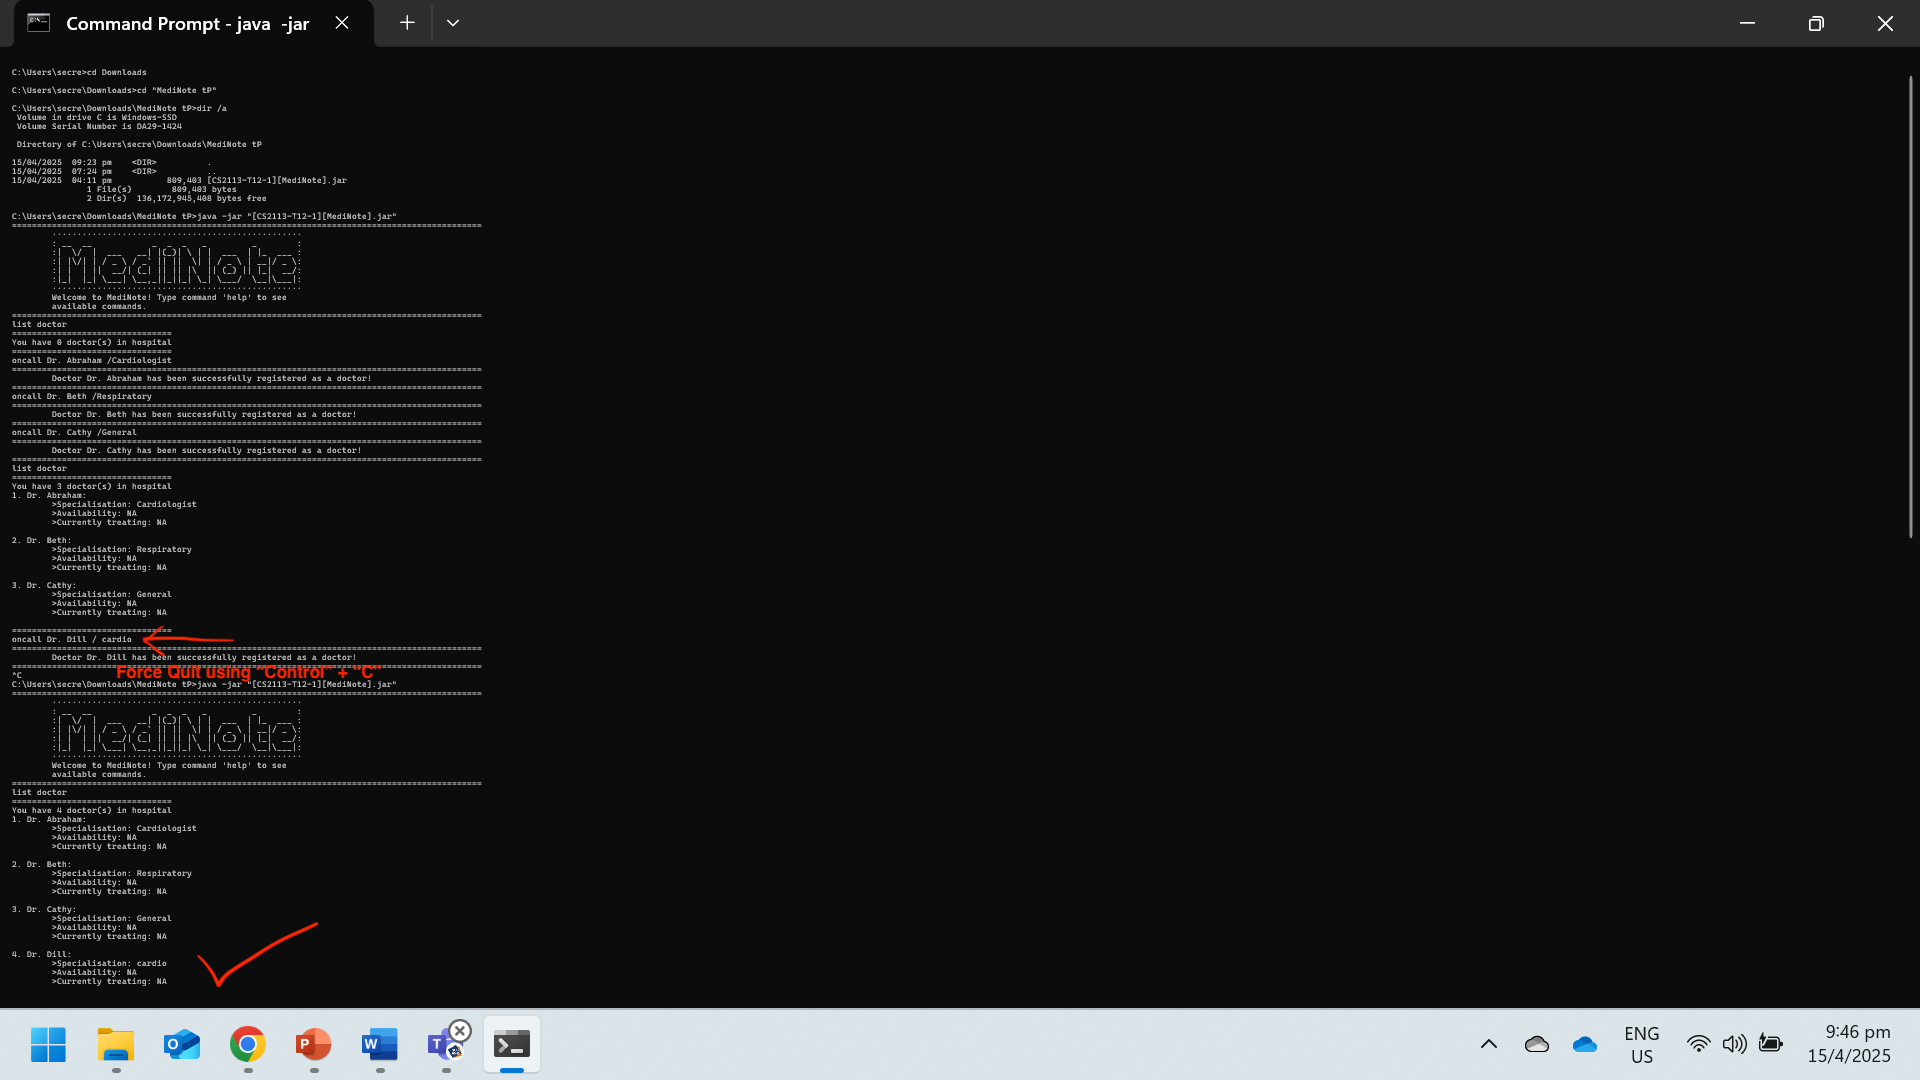 Command Prompt - java  -jar
C:\Users\secre>cd Downloads
C:\Users\secre\Downloads>cd "MediNote tP"
C:\Users\secre\Downloads\MediNote tP>dir /a
 Volume in drive C is Windows-SSD
 Volume Serial Number is DA29-1424
 Directory of C:\Users\secre\Downloads\MediNote tP
15/04/2025  09:23 pm    <DIR>          .
15/04/2025  07:24 pm    <DIR>          ..
15/04/2025  04:11 pm           809,403 [CS2113-T12-1][MediNote].jar
               1 File(s)        809,403 bytes
               2 Dir(s)  136,172,945,408 bytes free
C:\Users\secre\Downloads\MediNote tP>java -jar "[CS2113-T12-1][MediNote].jar"
MediNote
Welcome to MediNote! Type command 'help' to see
available commands.
list doctor
You have 0 doctor(s) in hospital
oncall Dr. Abraham /Cardiologist
Doctor Dr. Abraham has been successfully registered as a doctor!
oncall Dr. Beth /Respiratory
Doctor Dr. Beth has been successfully registered as a doctor!
oncall Dr. Cathy /General
Doctor Dr. Cathy has been successfully registered as a doctor!
list doctor
You have 3 doctor(s) in hospital
1. Dr. Abraham:
>Specialisation: Cardiologist
>Availability: NA
>Currently treating: NA
2. Dr. Beth:
>Specialisation: Respiratory
>Availability: NA
>Currently treating: NA
3. Dr. Cathy:
>Specialisation: General
>Availability: NA
>Currently treating: NA
oncall Dr. Dill / cardio
Doctor Dr. Dill has been successfully registered as a doctor!
Force Quit using "Control" + "C"
^C
C:\Users\secre\Downloads\MediNote tP>java -jar "[CS2113-T12-1][MediNote].jar"
MediNote
Welcome to MediNote! Type command 'help' to see
available commands.
list doctor
You have 4 doctor(s) in hospital
1. Dr. Abraham:
>Specialisation: Cardiologist
>Availability: NA
>Currently treating: NA
2. Dr. Beth:
>Specialisation: Respiratory
>Availability: NA
>Currently treating: NA
3. Dr. Cathy:
>Specialisation: General
>Availability: NA
>Currently treating: NA
4. Dr. Dill:
>Specialisation: cardio
>Availability: NA
>Currently treating: NA
ENG
US
9:46 pm
15/4/2025